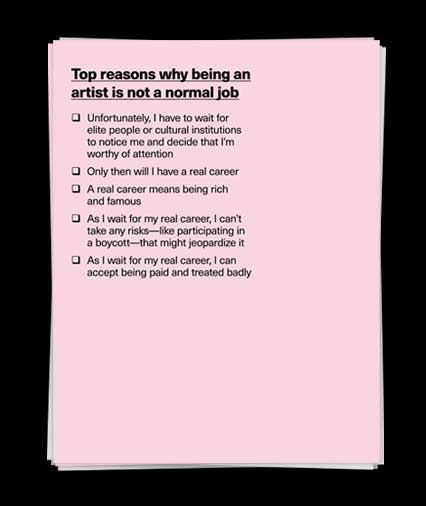 Top reasons why being an
artist is not a normal job
❑ Unfortunately, I have to wait for
elite people or cultural institutions
to notice me and decide that I'm
worthy of attention
❑ Only then will I have a real career
❑ A real career means being rich
and famous
❑ As I wait for my real career, I can't
take any risks—like participating in
a boycott—that might jeopardize it
❑ As I wait for my real career, I can
accept being paid and treated badly